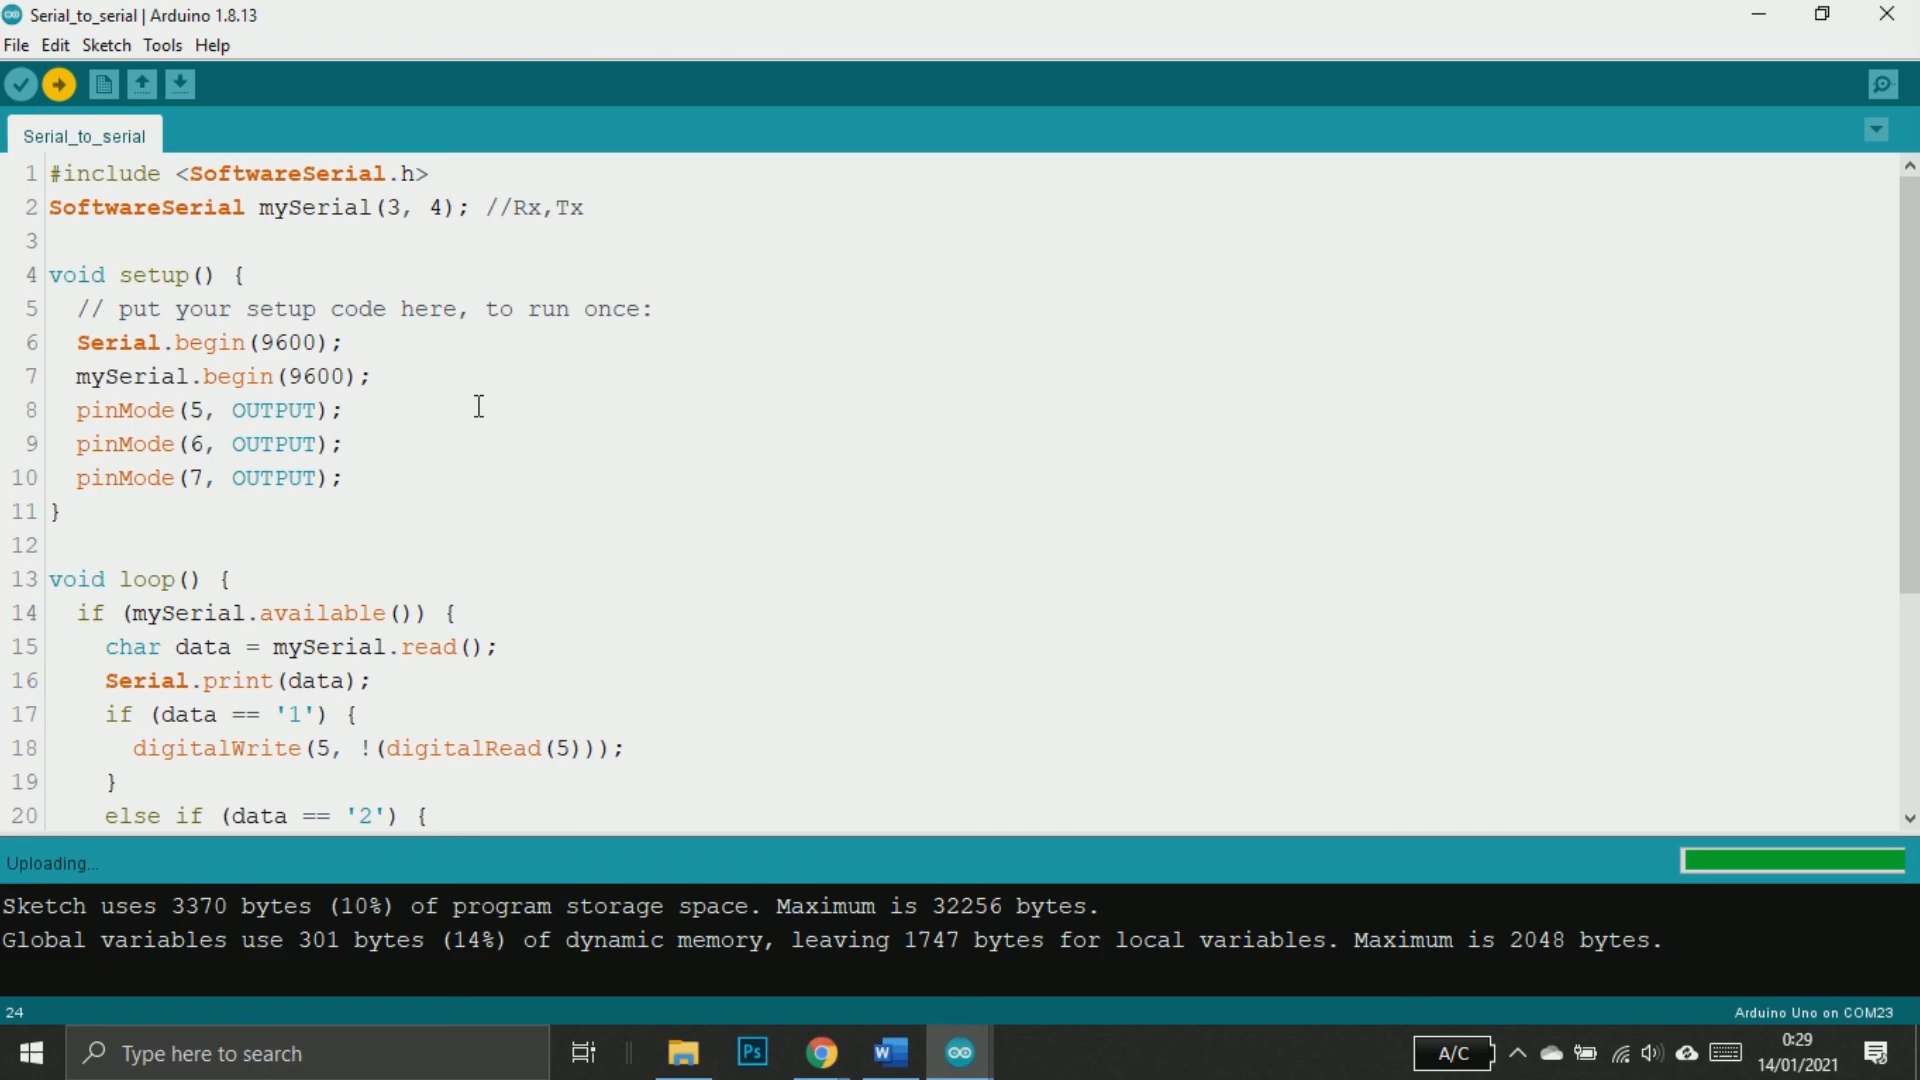 Serial_to_serial | Arduino 1.8.13
File Edit Sketch Tools Help
Serial_to_serial
1 #include <SoftwareSerial.h>
2 SoftwareSerial mySerial(3, 4); //Rx,Tx
3
4 void setup() {
5 // put your setup code here, to run once:
6 Serial.begin(9600);
7 mySerial.begin(9600);
8 pinMode(5, OUTPUT);
9 pinMode(6, OUTPUT);
10 pinMode(7, OUTPUT);
11 }
12
13 void loop() {
14 if (mySerial.available()) {
15 char data = mySerial.read();
16 Serial.print(data);
17 if (data == '1') {
18 digitalWrite(5, !(digitalRead(5)));
19 }
20 else if (data == '2') {
Uploading...
Sketch uses 3370 bytes (10%) of program storage space. Maximum is 32256 bytes.
Global variables use 301 bytes (14%) of dynamic memory, leaving 1747 bytes for local variables. Maximum is 2048 bytes.
24 Arduino Uno on COM23
Type here to search Ps W A/C 0:29
14/01/2021